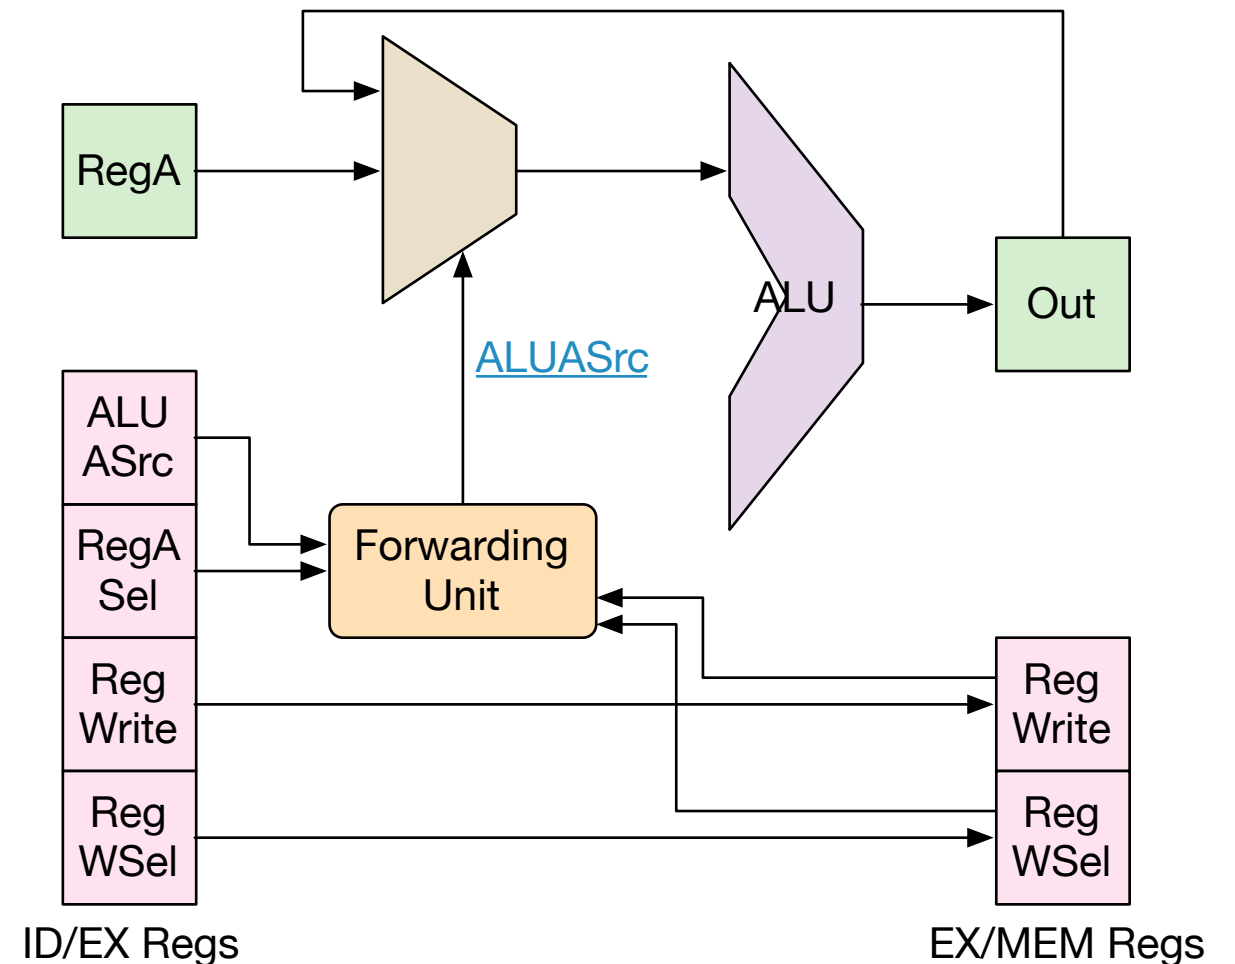 RegA
ALU
Out
ALUASrc
ALU
ASrc
RegA
Sel
Forwarding
Unit
Reg
Write
Reg
Write
Reg
WSel
Reg
WSel
ID/EX Regs
EX/MEM Regs